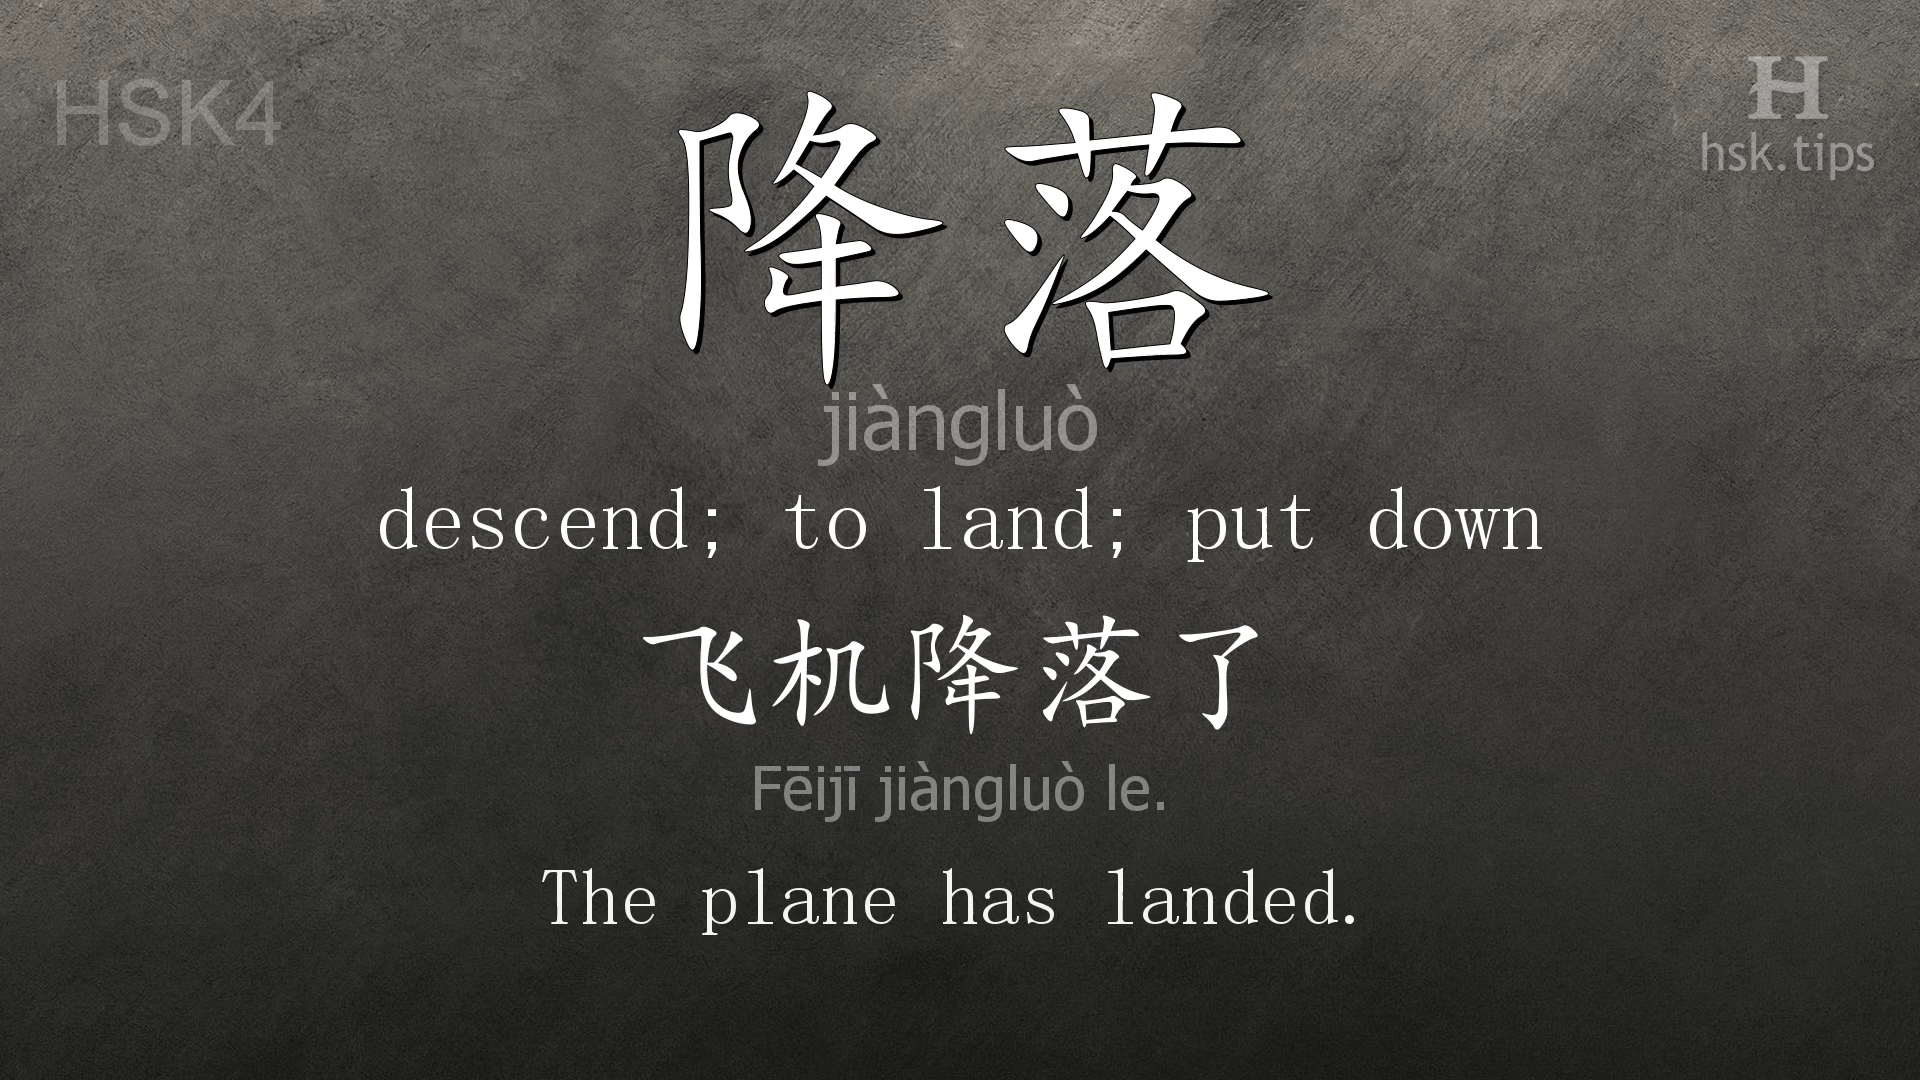 HSK4
H
hsk.tips
降落
jiàngluò
descend; to land; put down
飞机降落了
Fēijī jiàngluò le.
The plane has landed.